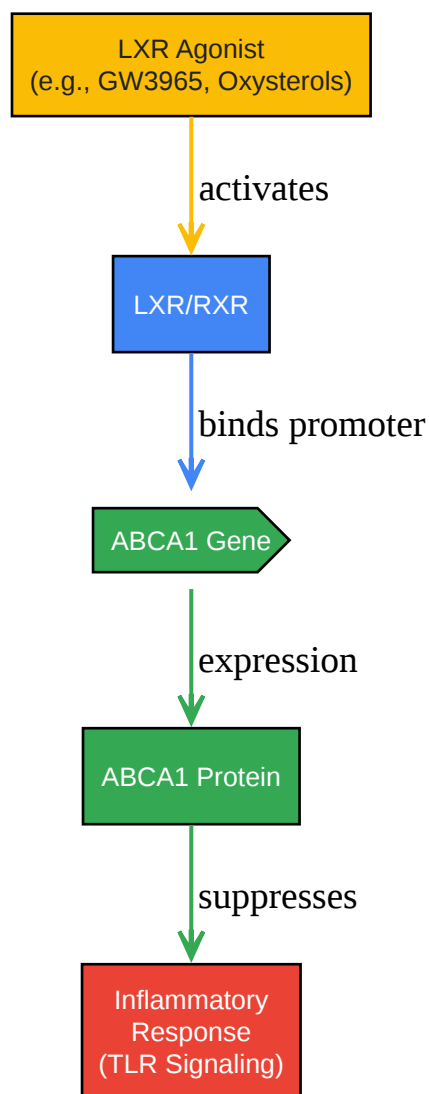 LXR Agonist
(e.g., GW3965, Oxysterols)
activates
LXR/RXR
binds promoter
ABCA1 Gene
expression
ABCA1 Protein
suppresses
Inflammatory
Response
(TLR Signaling)